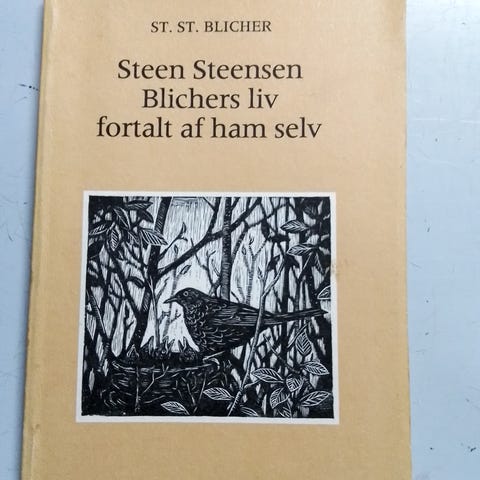 ST. ST. BLICHER
Steen Steensen
Blichers liv
fortalt af ham selv